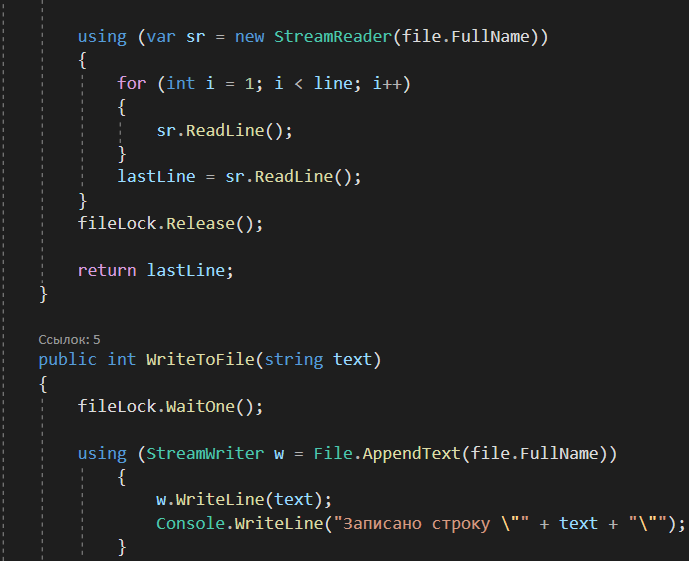 using (var sr = new StreamReader(file.FullName))
{
for (int i = 1; i < line; i++)
{
sr.ReadLine();
}
lastLine = sr.ReadLine();
}
fileLock.Release();
return lastLine;
}
Ссылок: 5
public int WriteToFile(string text)
{
fileLock.WaitOne();
using (StreamWriter w = File.AppendText(file.FullName))
{
w.WriteLine(text);
Console.WriteLine("Записано строку \"" + text + "\"");
}